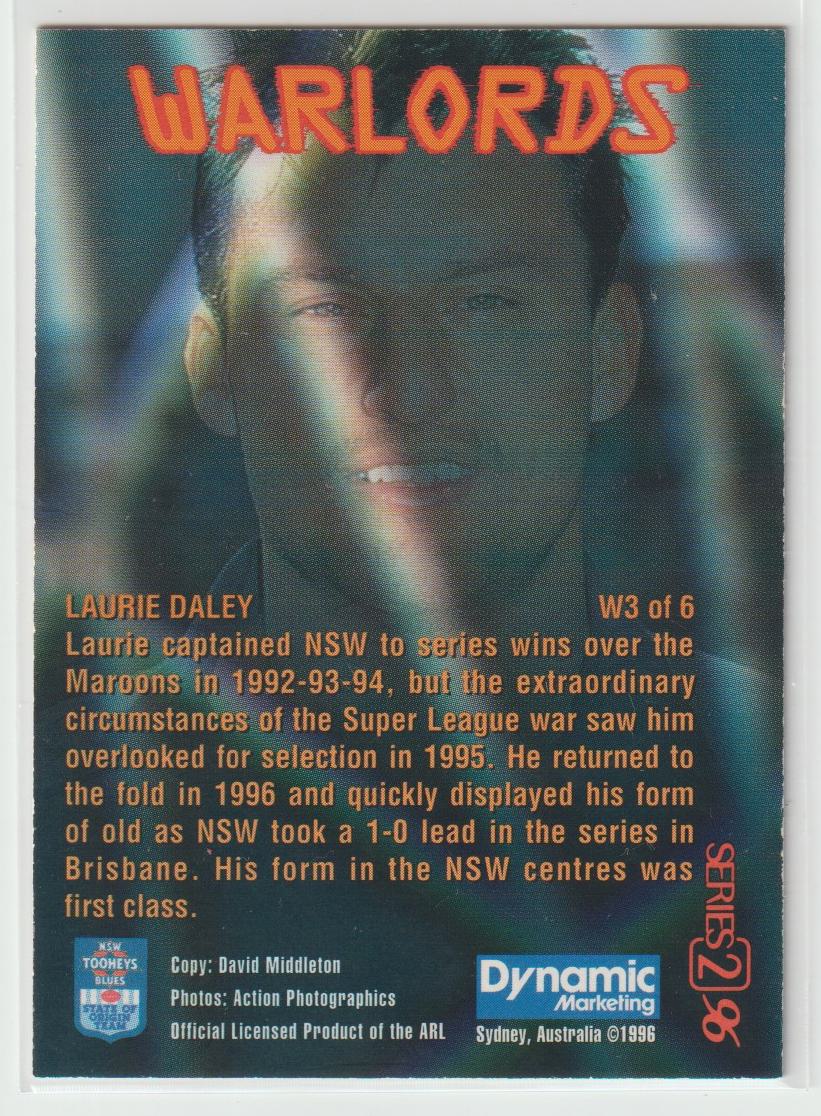 WARLORDS
LAURIE DALEY W3 of 6
Laurie captained NSW to series wins over the
Maroons in 1992-93-94, but the extraordinary
circumstances of the Super League war saw him
overlooked for selection in 1995. He returned to
the fold in 1996 and quickly displayed his form
of old as NSW took a 1-0 lead in the series in
Brisbane. His form in the NSW centres was
first class.
SERIES 2 96
NSW
TOOHEYS
BLUES
STATE OF
ORIGIN
TEAM
Copy: David Middleton
Photos: Action Photographics
Official Licensed Product of the ARL
Dynamic
Marketing
Sydney, Australia ©1996